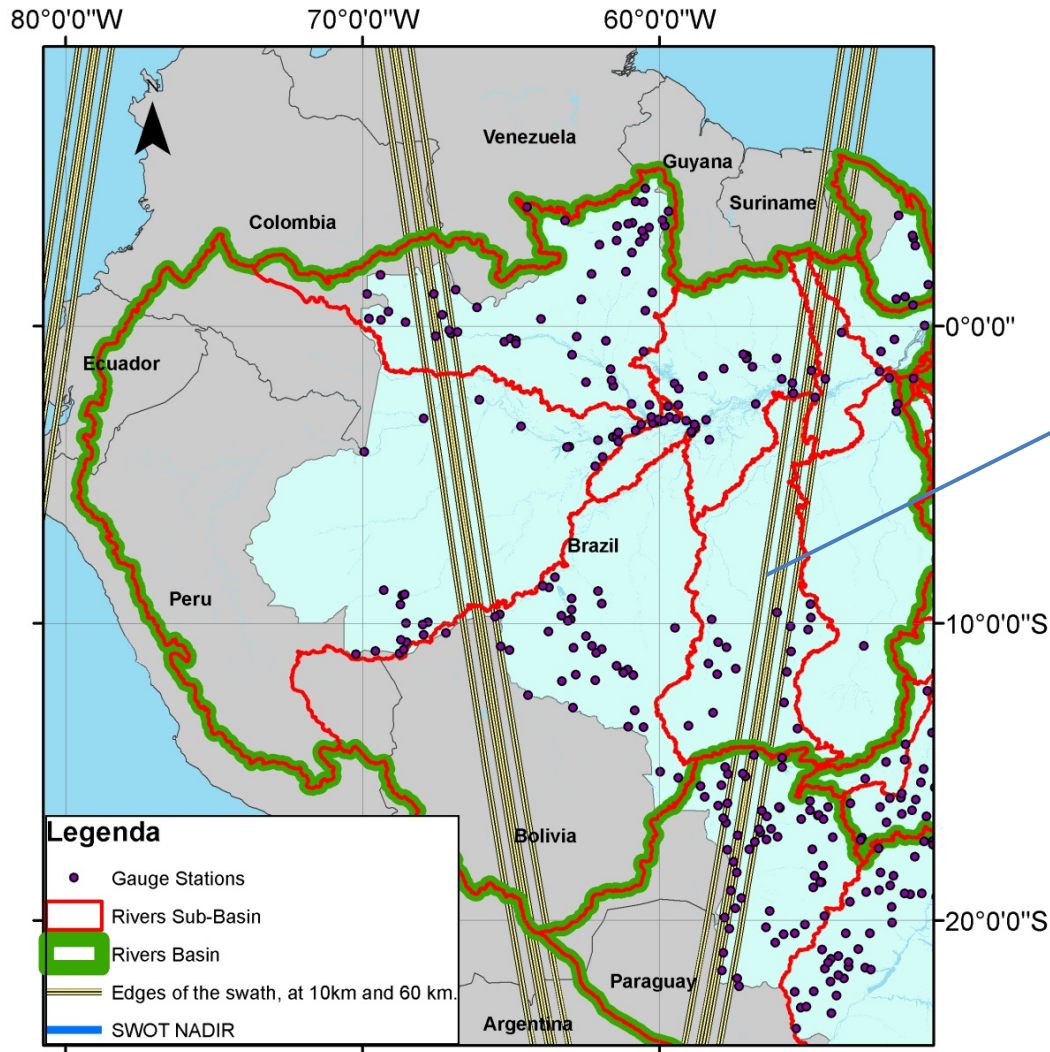 80°0'0"W 70°0'0"W 60°0'0"W
N
Venezuela
Guyana
Suriname
Colombia
0°0'0"
Ecuador
Brazil
Peru
10°0'0"S
Legenda
Gauge Stations
Bolivia
Rivers Sub-Basin
20°0'0"S
Rivers Basin
Paraguay
Edges of the swath, at 10km and 60 km.
Argentina
SWOT NADIR